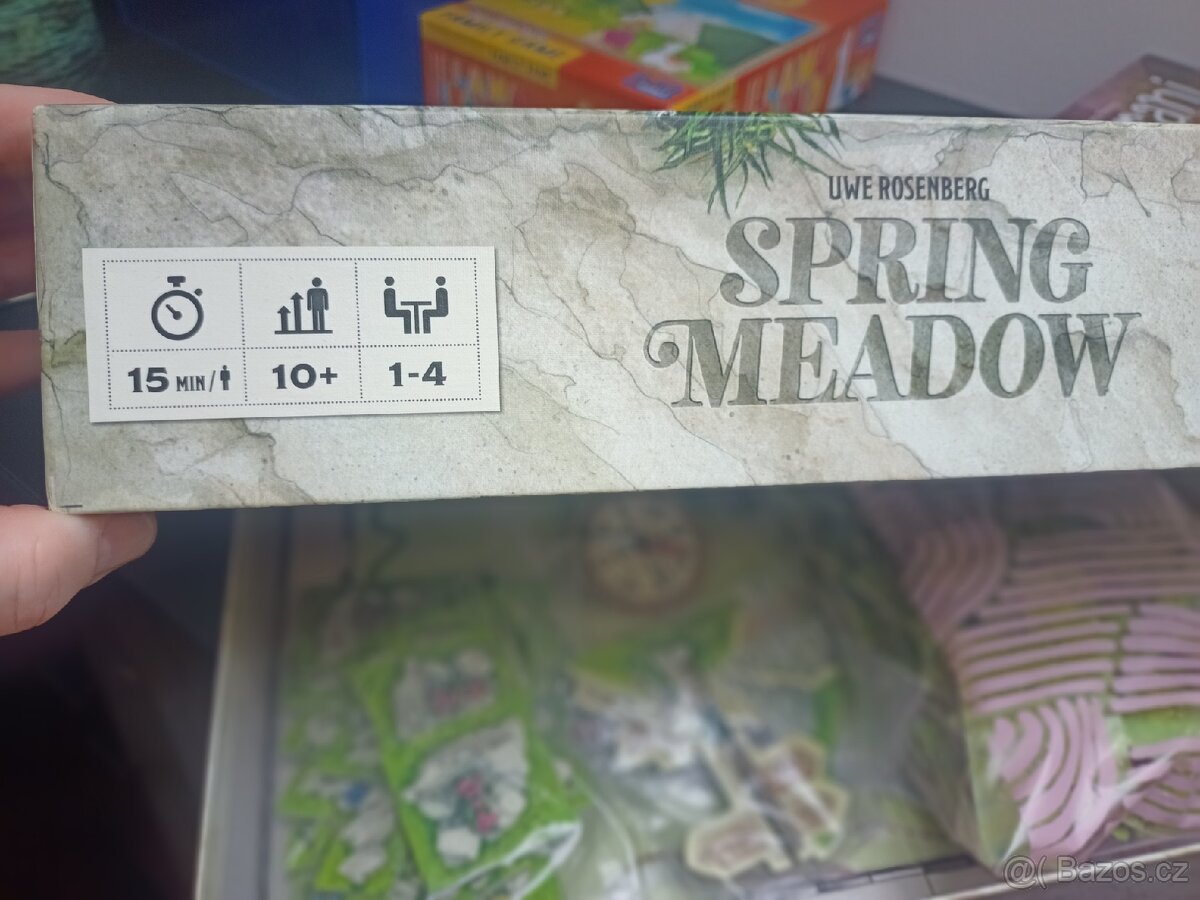 UWE ROSENBERG
SPRING
MEADOW
15 MIN/
10+
1-4
@( Bazos.cz